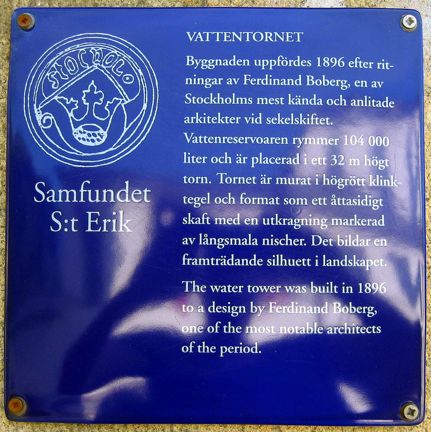 STOCHOLM
Samfundet
S:t Erik
VATTENTORNET
Byggnaden uppfördes 1896 efter rit-
ningar av Ferdinand Boberg, en av
Stockholms mest kända och anlitade
arkitekter vid sekelskiftet.
Vattenreservoaren rymmer 104 000
liter och är placerad i ett 32 m högt
torn. Tornet är murat i högrött klink-
tegel och format som ett åttasidigt
skaft med en utkragning markerad
av långsmala nischer. Det bildar en
framträdande silhuett i landskapet.
The water tower was built in 1896
to a design by Ferdinand Boberg,
one of the most notable architects
of the period.